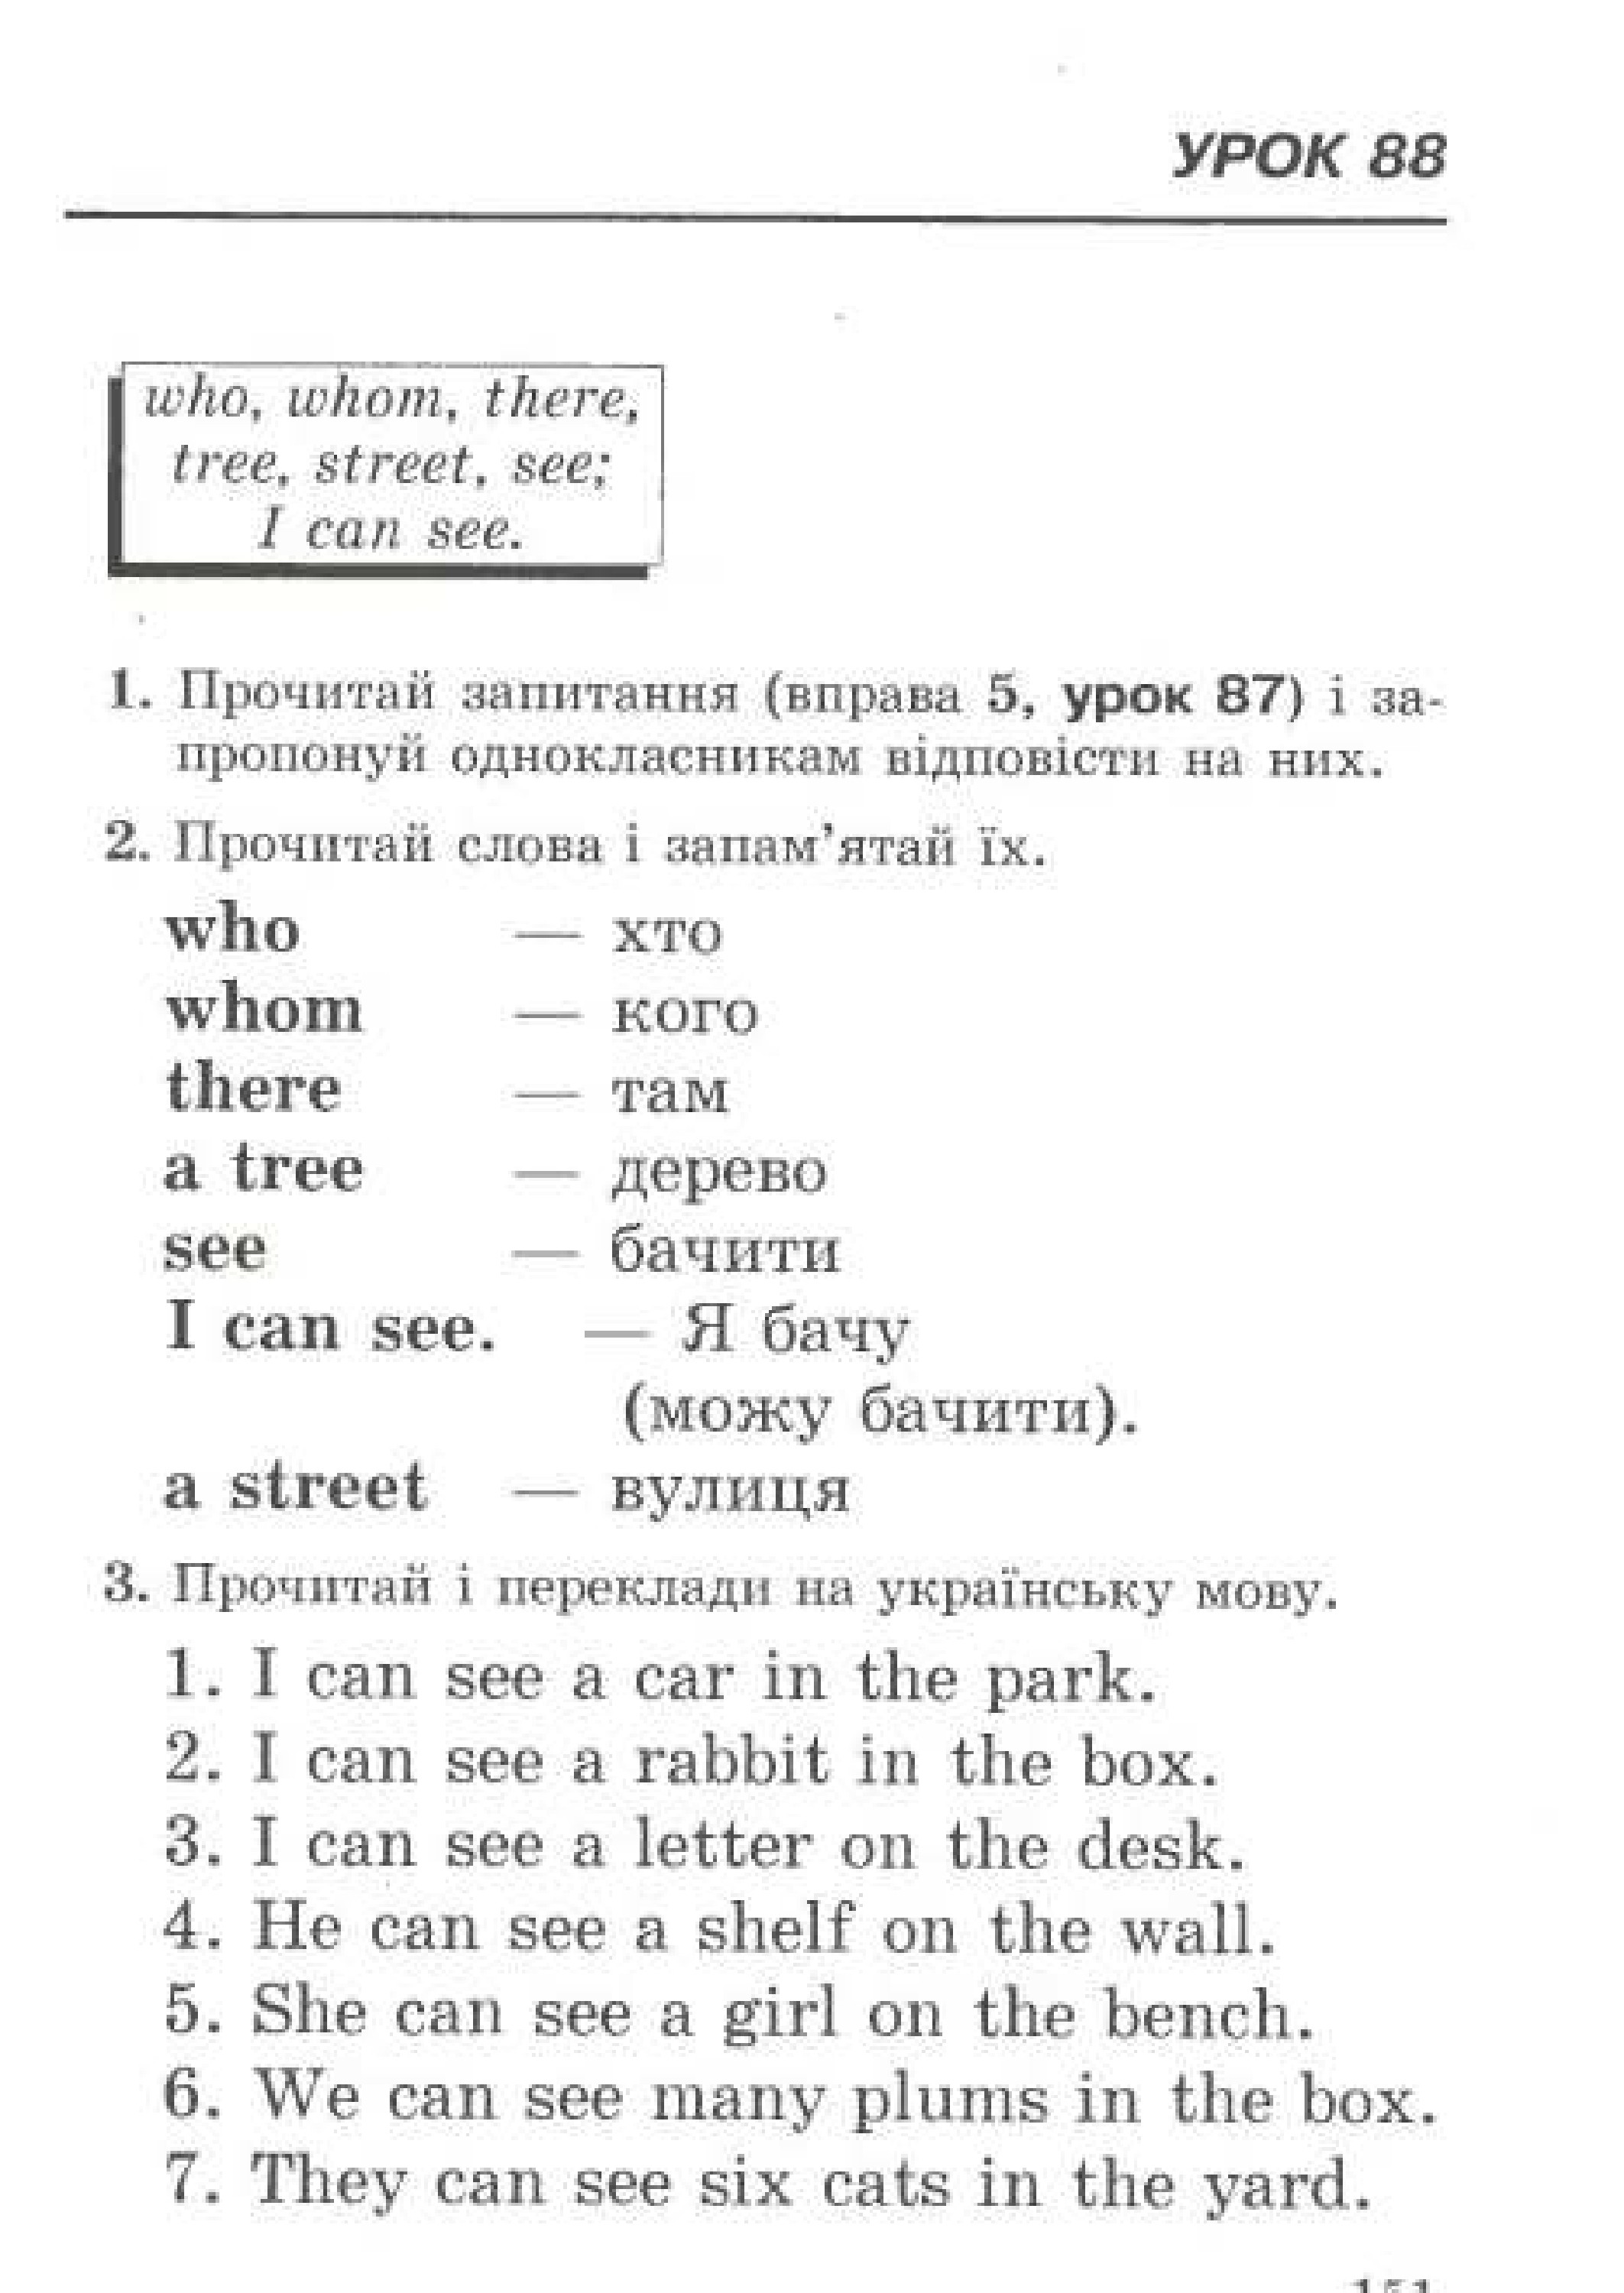 УРОК 88
who, whom, there,
tree, street, see;
I can see.
1. Прочитай запитання (вправа 5, урок 87) і за-
пропонуй однокласникам відповісти на них.
2. Прочитай слова і запам’ятай їх.
who — хто
whom — кого
there — там
a tree — дерево
see — бачити
I can see. — Я бачу
(можу бачити).
a street — вулиця
3. Прочитай і переклади на українську мову.
1. I can see a car in the park.
2. I can see a rabbit in the box.
3. I can see a letter on the desk.
4. He can see a shelf on the wall.
5. She can see a girl on the bench.
6. We can see many plums in the box.
7. They can see six cats in the yard.